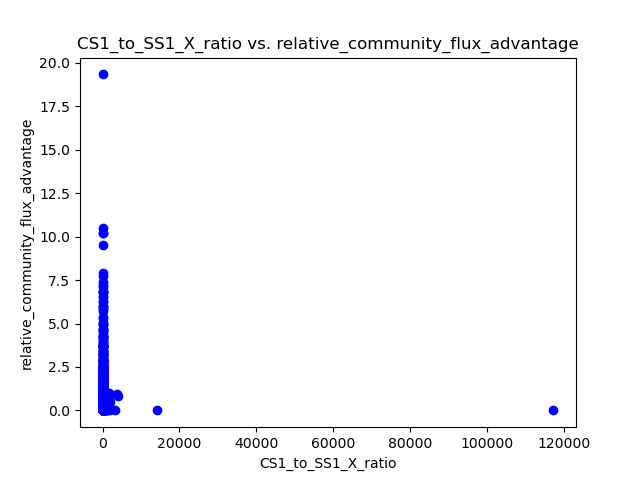 CS1_to_SS1_X_ratio vs. relative_community_flux_advantage
20.0
17.5
15.0
12.5
10.0
7.5
5.0
2.5
0.0
relative_community_flux_advantage
0 20000 40000 60000 80000 100000 120000
CS1_to_SS1_X_ratio